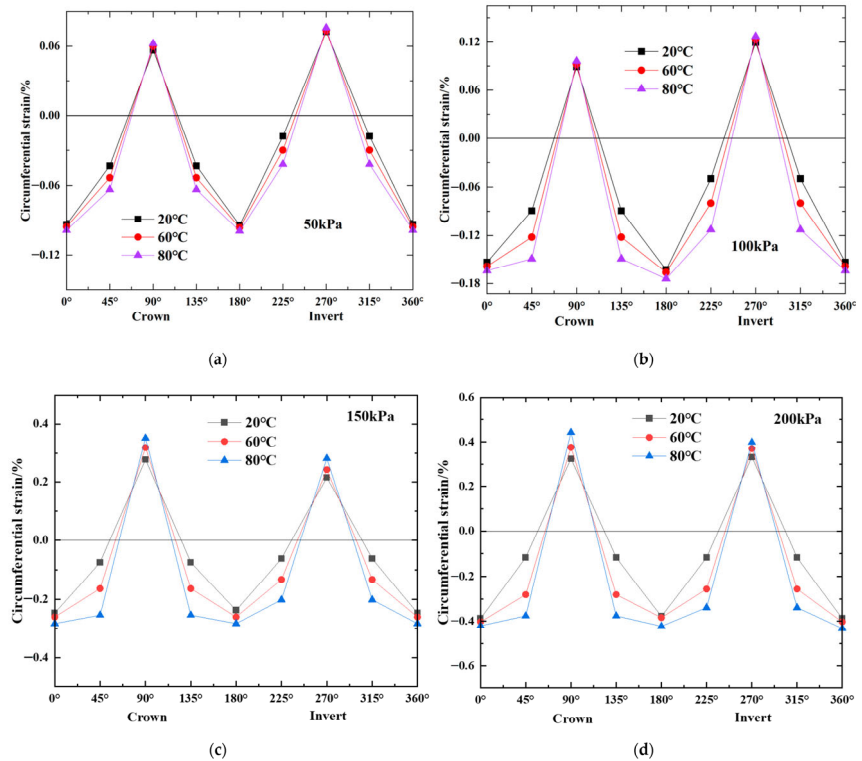 Circumferential strain/%
0.06
0.00
−0.06
−0.12
20°C
60°C
80°C
50kPa
0° 45° 90° 135° 180° 225° 270° 315° 360°
Crown Invert
(a)
Circumferential strain/%
0.12
0.06
0.00
−0.06
−0.12
−0.18
20°C
60°C
80°C
100kPa
0° 45° 90° 135° 180° 225° 270° 315° 360°
Crown Invert
(b)
Circumferential strain/%
0.4
0.2
0.0
−0.2
−0.4
20°C
60°C
80°C
150kPa
0° 45° 90° 135° 180° 225° 270° 315° 360°
Crown Invert
(c)
Circumferential strain/%
0.6
0.4
0.2
0.0
−0.2
−0.4
−0.6
20°C
60°C
80°C
200kPa
0° 45° 90° 135° 180° 225° 270° 315° 360°
Crown Invert
(d)